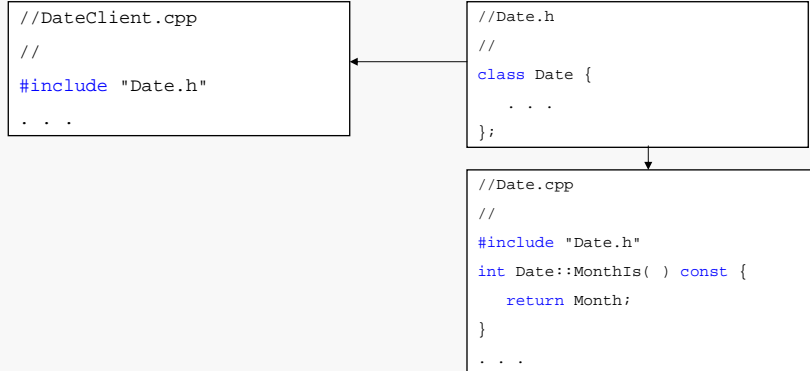 //DateClient.cpp
//
#include "Date.h"
. . .
//Date.h
//
class Date {
. . .
};
//Date.cpp
//
#include "Date.h"
int Date::MonthIs( ) const {
return Month;
}
. . .